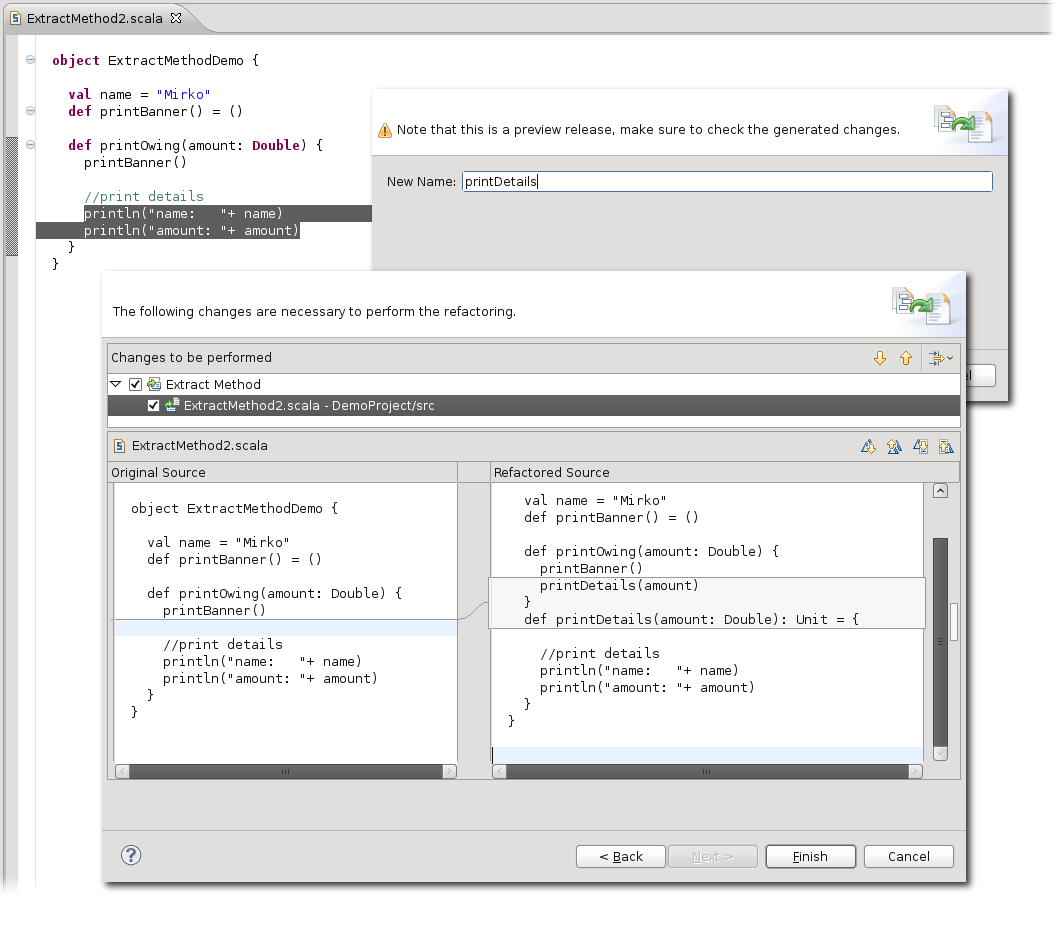 ExtractMethod2.scala
object ExtractMethodDemo {
val name = "Mirko"
def printBanner() = ()
def printOwing(amount: Double) {
printBanner()
//print details
println("name:   "+ name)
println("amount: "+ amount)
}
}
Note that this is a preview release, make sure to check the generated changes.
New Name: printDetails
The following changes are necessary to perform the refactoring.
Changes to be performed
Extract Method
ExtractMethod2.scala - DemoProject/src
ExtractMethod2.scala
Original Source
object ExtractMethodDemo {
val name = "Mirko"
def printBanner() = ()
def printOwing(amount: Double) {
printBanner()
//print details
println("name:   "+ name)
println("amount: "+ amount)
}
}
Refactored Source
val name = "Mirko"
def printBanner() = ()
def printOwing(amount: Double) {
printBanner()
printDetails(amount)
}
def printDetails(amount: Double): Unit = {
//print details
println("name:   "+ name)
println("amount: "+ amount)
}
}
< Back
Next >
Finish
Cancel